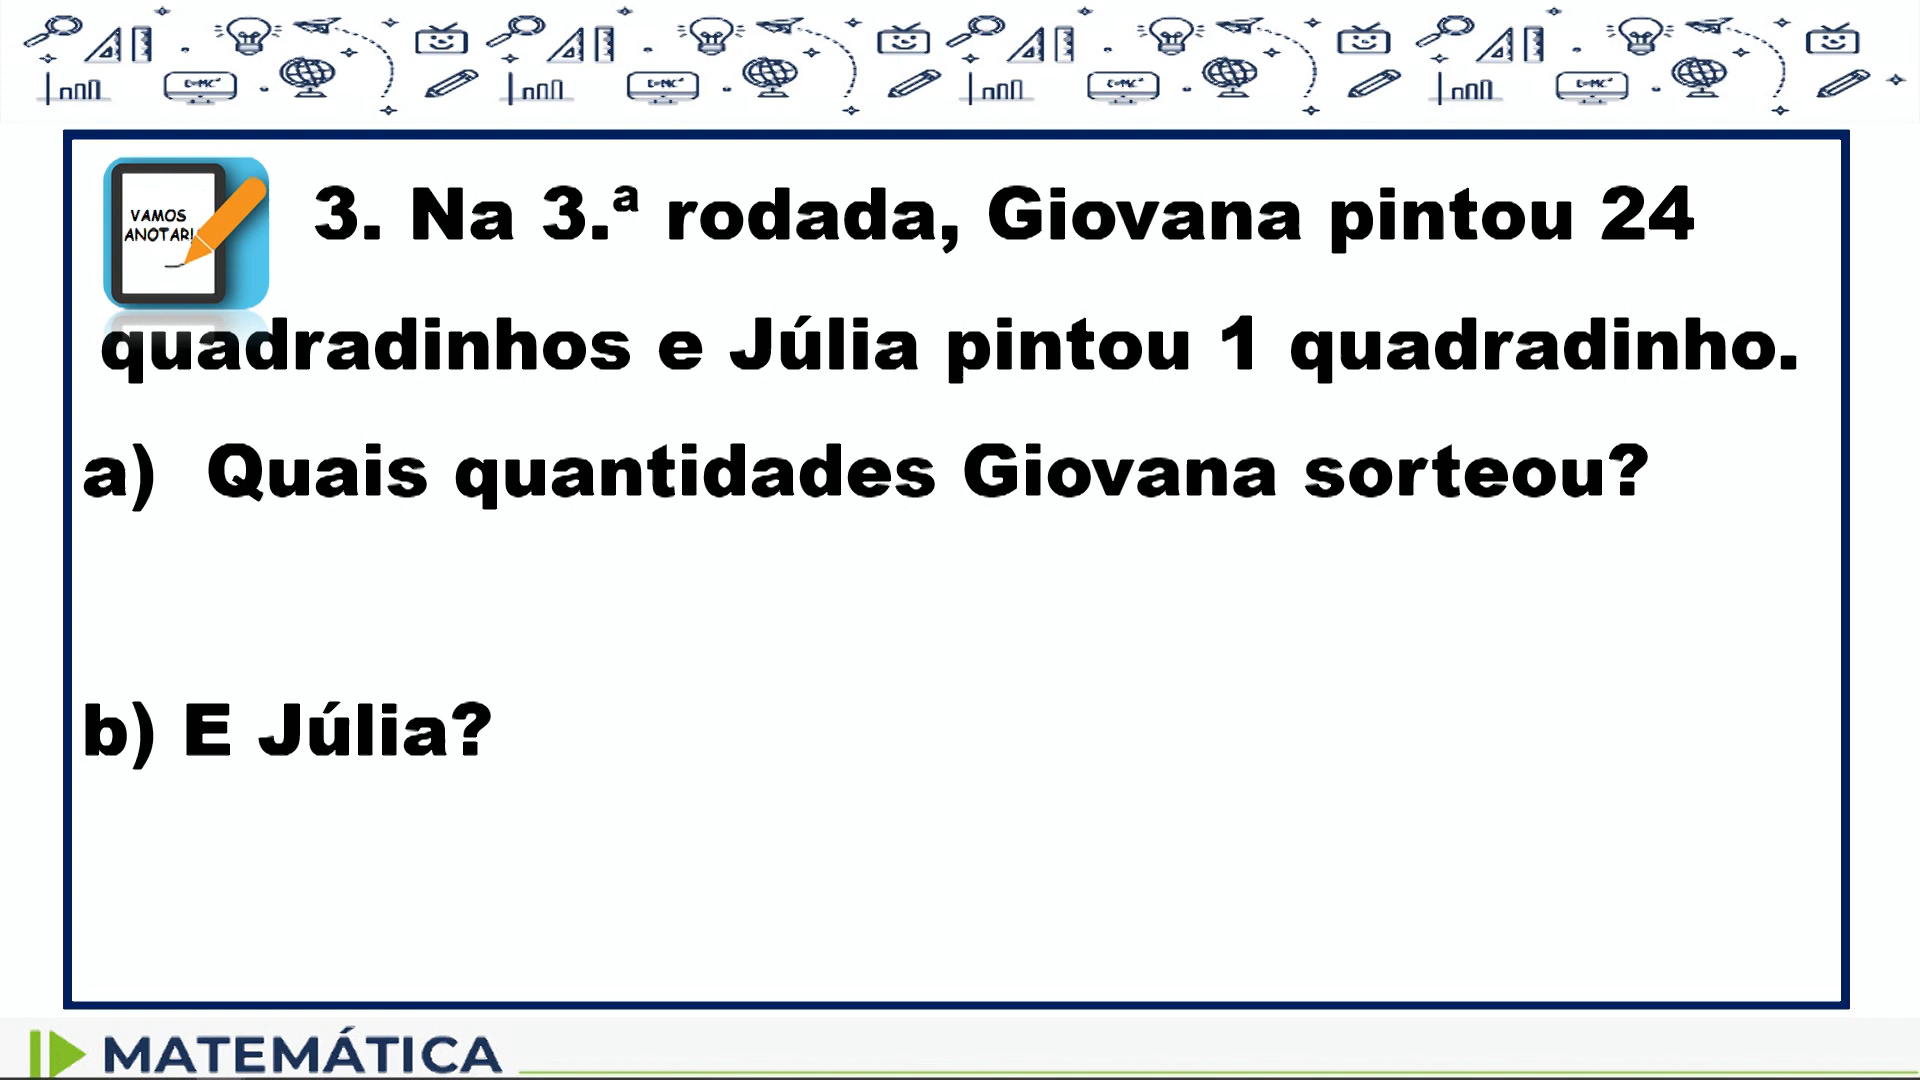 VAMOS
ANOTAR!
3. Na 3.ª rodada, Giovana pintou 24
quadradinhos e Júlia pintou 1 quadradinho.
a) Quais quantidades Giovana sorteou?
b) E Júlia?
MATEMÁTICA